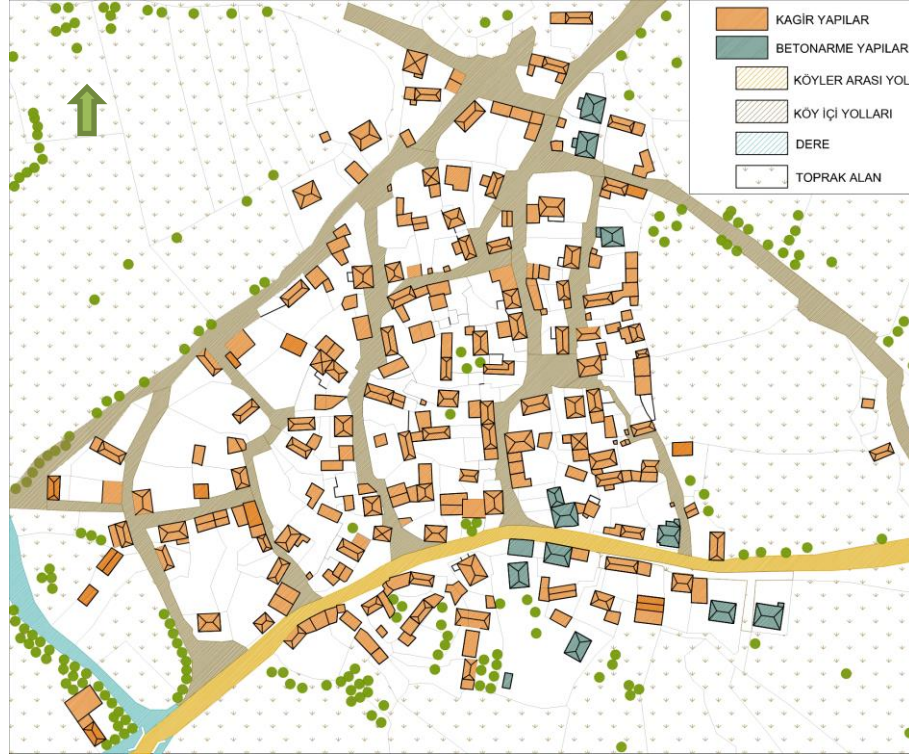 KAGİR YAPILAR
BETONARME YAPILAR
KÖYLER ARASI YOL
KÖY İÇİ YOLLARI
DERE
TOPRAK ALAN